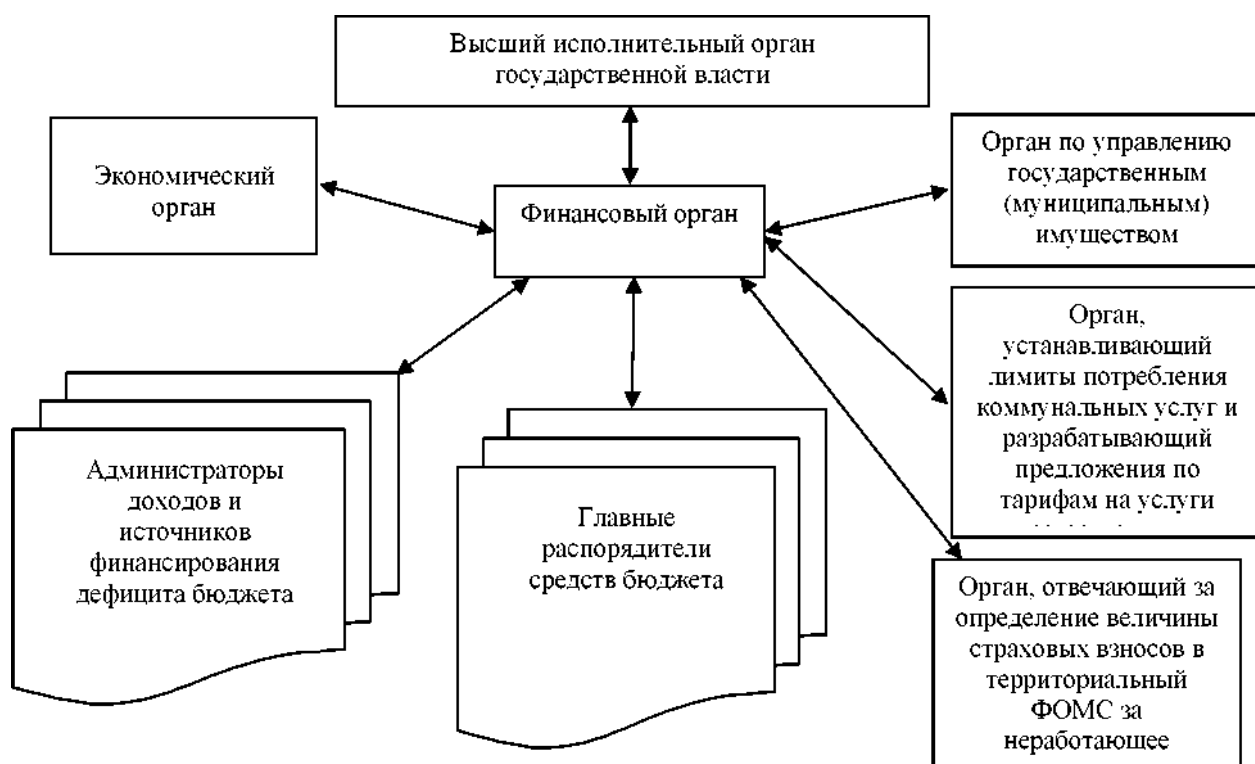 Высший исполнительный орган
государственной власти
Экономический
орган
Финансовый орган
Орган по управлению
государственным
(муниципальным)
имуществом
Орган,
устанавливающий
лимиты потребления
коммунальных услуг и
разрабатывающий
предложения по
тарифам на услуги
Администраторы
доходов и
источников
финансирования
дефицита бюджета
Главные
распорядители
средств бюджета
Орган, отвечающий за
определение величины
страховых взносов в
территориальный
ФОМС за
неработающее